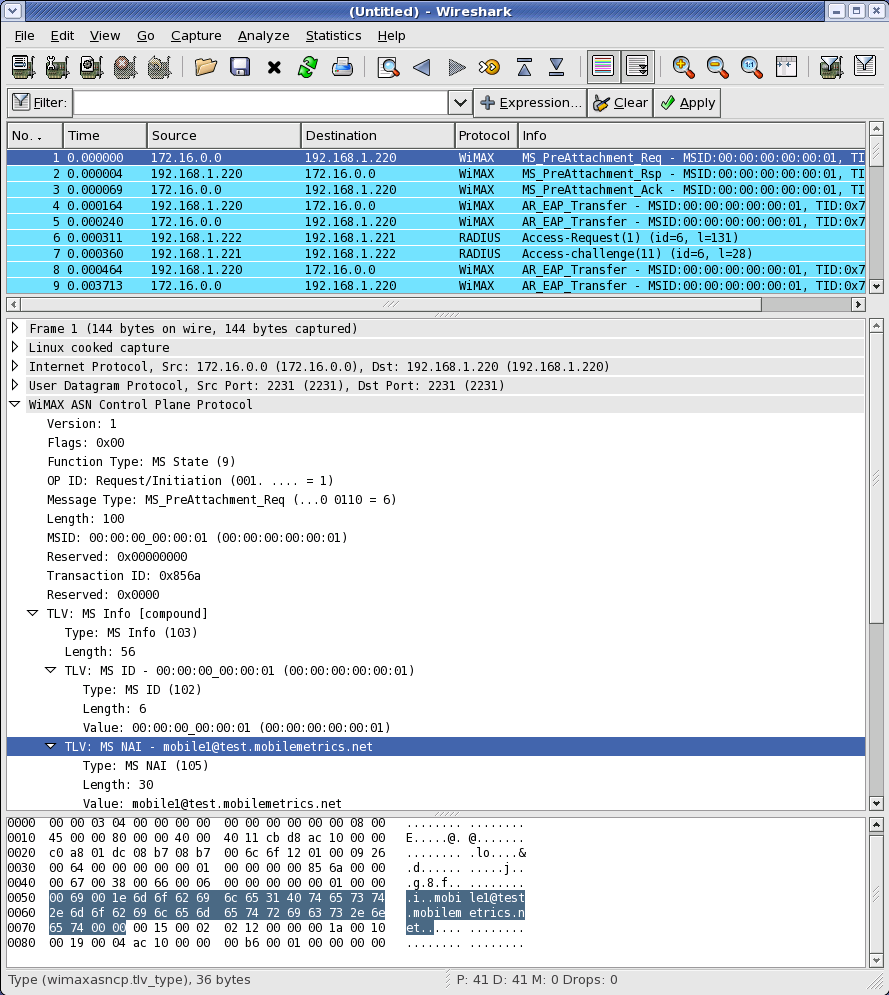 (Untitled) - Wireshark
File Edit View Go Capture Analyze Statistics Help
Filter: Expression... Clear Apply
No. . Time Source Destination Protocol Info
1 0.000000 172.16.0.0 192.168.1.220 WiMAX MS_PreAttachment_Req - MSID:00:00:00:00:00:01, TI
2 0.000004 192.168.1.220 172.16.0.0 WiMAX MS_PreAttachment_Rsp - MSID:00:00:00:00:00:01, TI
3 0.000069 172.16.0.0 192.168.1.220 WiMAX MS_PreAttachment_Ack - MSID:00:00:00:00:00:01, TI
4 0.000164 192.168.1.220 172.16.0.0 WiMAX AR_EAP_Transfer - MSID:00:00:00:00:00:01, TID:0x7
5 0.000240 172.16.0.0 192.168.1.220 WiMAX AR_EAP_Transfer - MSID:00:00:00:00:00:01, TID:0x7
6 0.000311 192.168.1.222 192.168.1.221 RADIUS Access-Request(1) (id=6, l=131)
7 0.000360 192.168.1.221 192.168.1.222 RADIUS Access-challenge(11) (id=6, l=28)
8 0.000464 192.168.1.220 172.16.0.0 WiMAX AR_EAP_Transfer - MSID:00:00:00:00:00:01, TID:0x7
9 0.003713 172.16.0.0 192.168.1.220 WiMAX AR_EAP_Transfer - MSID:00:00:00:00:00:01, TID:0x7
Frame 1 (144 bytes on wire, 144 bytes captured)
Linux cooked capture
Internet Protocol, Src: 172.16.0.0 (172.16.0.0), Dst: 192.168.1.220 (192.168.1.220)
User Datagram Protocol, Src Port: 2231 (2231), Dst Port: 2231 (2231)
WiMAX ASN Control Plane Protocol
Version: 1
Flags: 0x00
Function Type: MS State (9)
OP ID: Request/Initiation (001. .... = 1)
Message Type: MS_PreAttachment_Req (...0 0110 = 6)
Length: 100
MSID: 00:00:00_00:00:01 (00:00:00:00:00:01)
Reserved: 0x00000000
Transaction ID: 0x856a
Reserved: 0x0000
TLV: MS Info [compound]
Type: MS Info (103)
Length: 56
TLV: MS ID - 00:00:00_00:00:01 (00:00:00:00:00:01)
Type: MS ID (102)
Length: 6
Value: 00:00:00_00:00:01 (00:00:00:00:00:01)
TLV: MS NAI - mobile1@test.mobilemetrics.net
Type: MS NAI (105)
Length: 30
Value: mobile1@test.mobilemetrics.net
0000 00 00 03 04 00 00 00 00 00 00 00 00 00 00 08 00 ........ ........
0010 45 00 00 80 00 00 40 00 40 11 cb d8 ac 10 00 00 E.....@. @.......
0020 c0 a8 01 dc 08 b7 08 b7 00 6c 6f 12 01 00 09 26 ........ .lo....&
0030 00 64 00 00 00 00 00 01 00 00 00 00 85 6a 00 00 .d...... .....j..
0040 00 67 00 38 00 66 00 06 00 00 00 00 00 01 00 00 .g.8.f.. ........
0050 00 69 00 1e 6d 6f 62 69 6c 65 31 40 74 65 73 74 .i..mobi le1@test
0060 2e 6d 6f 62 69 6c 65 6d 65 74 72 69 63 73 2e 6e .mobilem etrics.n
0070 65 74 00 00 00 15 00 02 02 12 00 00 00 1a 00 10 et...... ........
0080 00 19 00 04 ac 10 00 00 00 b6 00 01 00 00 00 00 ........ ........
Type (wimaxasncp.tlv_type), 36 bytes P: 41 D: 41 M: 0 Drops: 0